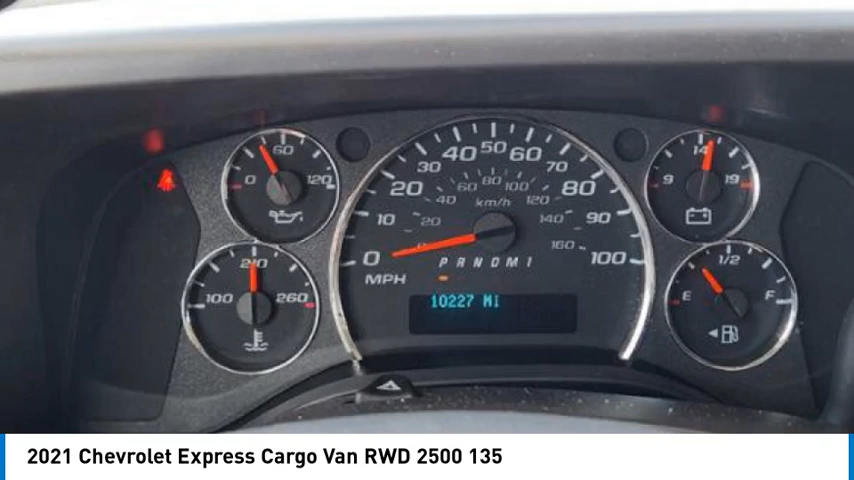 60
0 120
210
100 260
0 10 20 30 40 50 60 70 80 90 100
20 40 60 80 100 120 140 160
km/h
MPH
P R N D M 1
10227 MI
14
9 19
1/2
E F
2021 Chevrolet Express Cargo Van RWD 2500 135